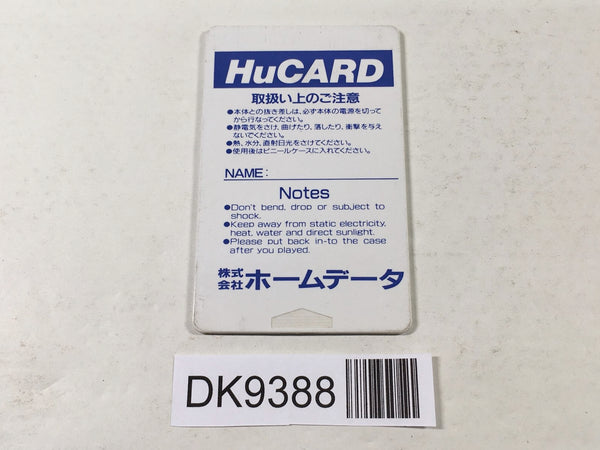 HuCARD
取扱い上のご注意
●本体との抜き差しは、必ず本体の電源を切って
から行なってください。
●静電気をさけ、曲げたり、落したり、衝撃を与え
ないでください。
●熱、水分、直射日光をさけてください。
●使用後はビニールケースに入れてください。
NAME:
Notes
●Don't bend, drop or subject to
shock.
●Keep away from static electricity,
heat, water and direct sunlight.
●Please put back in-to the case
after you played.
株式会社ホームデータ
DK9388